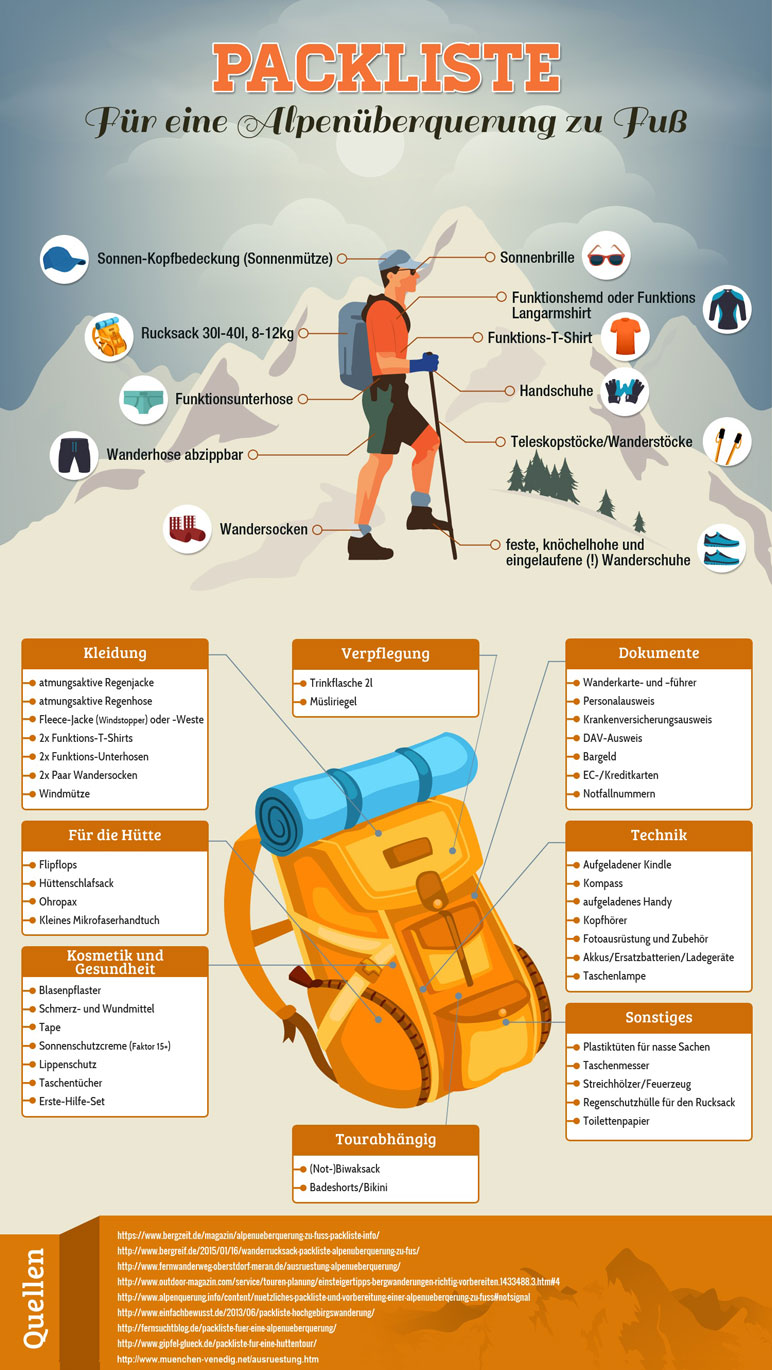 PACKLISTE
Für eine Alpenüberquerung zu Fuß
Sonnen-Kopfbedeckung (Sonnenmütze)
Sonnenbrille
Funktionshemd oder Funktions
Langarmshirt
Rucksack 30l-40l, 8-12kg
Funktions-T-Shirt
Funktionsunterhose
Handschuhe
Wanderhose abzippbar
Teleskopstöcke/Wanderstöcke
Wandersocken
feste, knöchelhohe und
eingelaufene (!) Wanderschuhe
Kleidung
atmungsaktive Regenjacke
atmungsaktive Regenhose
Fleece-Jacke (Windstopper) oder -Weste
2x Funktions-T-Shirts
2x Funktions-Unterhosen
2x Paar Wandersocken
Windmütze
Verpflegung
Trinkflasche 2l
Müsliriegel
Dokumente
Wanderkarte- und -führer
Personalausweis
Krankenversicherungsausweis
DAV-Ausweis
Bargeld
EC-/Kreditkarten
Notfallnummern
Für die Hütte
Flipflops
Hüttenschlafsack
Ohropax
Kleines Mikrofaserhandtuch
Technik
Aufgeladener Kindle
Kompass
aufgeladenes Handy
Kopfhörer
Fotoausrüstung und Zubehör
Akkus/Ersatzbatterien/Ladegeräte
Taschenlampe
Kosmetik und
Gesundheit
Blasenpflaster
Schmerz- und Wundmittel
Tape
Sonnenschutzcreme (Faktor 15+)
Lippenschutz
Taschentücher
Erste-Hilfe-Set
Sonstiges
Plastiktüten für nasse Sachen
Taschenmesser
Streichhölzer/Feuerzeug
Regenschutzhülle für den Rucksack
Toilettenpapier
Tourabhängig
(Not-)Biwaksack
Badeshorts/Bikini
Quellen
https://www.bergzeit.de/magazin/alpenueberquerung-zu-fuss-packliste-info/
http://www.bergreif.de/2015/01/16/wanderrucksack-packliste-alpenuberquerung-zu-fus/
http://www.fernwanderweg-oberstdorf-meran.de/ausruestung-alpenueberquerung/
http://www.outdoor-magazin.com/service/touren-planung/einsteigertipps-bergwanderungen-richtig-vorbereiten.1433488.3.htm#4
http://www.alpenquerung.info/content/nuetzliches-packliste-und-vorbereitung-einer-alpenueberqerung-zu-fuss#notsignal
http://www.einfachbewusst.de/2013/06/packliste-hochgebirgswanderung/
http://fernsuchtblog.de/packliste-fuer-eine-alpenueberquerung/
http://www.gipfel-glueck.de/packliste-fur-eine-huttentour/
http://www.muenchen-venedig.net/ausruestung.htm